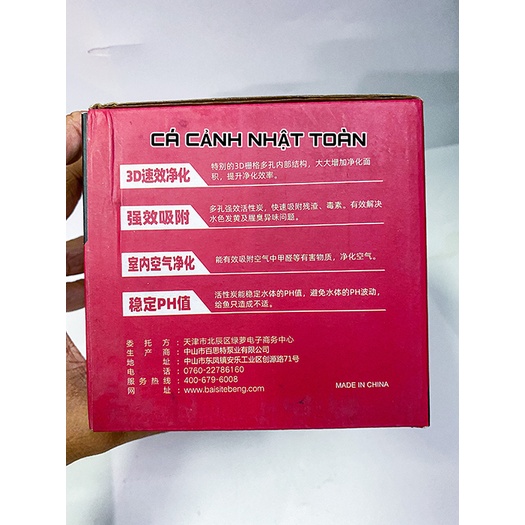 CÁ CẢNH NHẬT TOÀN
3D速效净化
特别的3D栅格多孔内部结构，大大增加净化面
积，提升净化效率。
强效吸附
多孔强效活性炭，快速吸附残渣、毒素。有效解决
水色发黄及腥臭异味问题。
室内空气净化
能有效吸附空气中甲醛等有害物质，净化空气。
稳定PH值
活性炭能稳定水体的PH值，避免水体的PH波动，
给鱼只造成不适。
委托方：天津市北辰区绿萝电子商务中心
生产商：中山市百思特泵业有限公司
地址：中山市东凤镇安乐工业区创源路71号
电话：0760-22786160
服务热线：400-679-6008
网址：www.baisitebeng.com
MADE IN CHINA